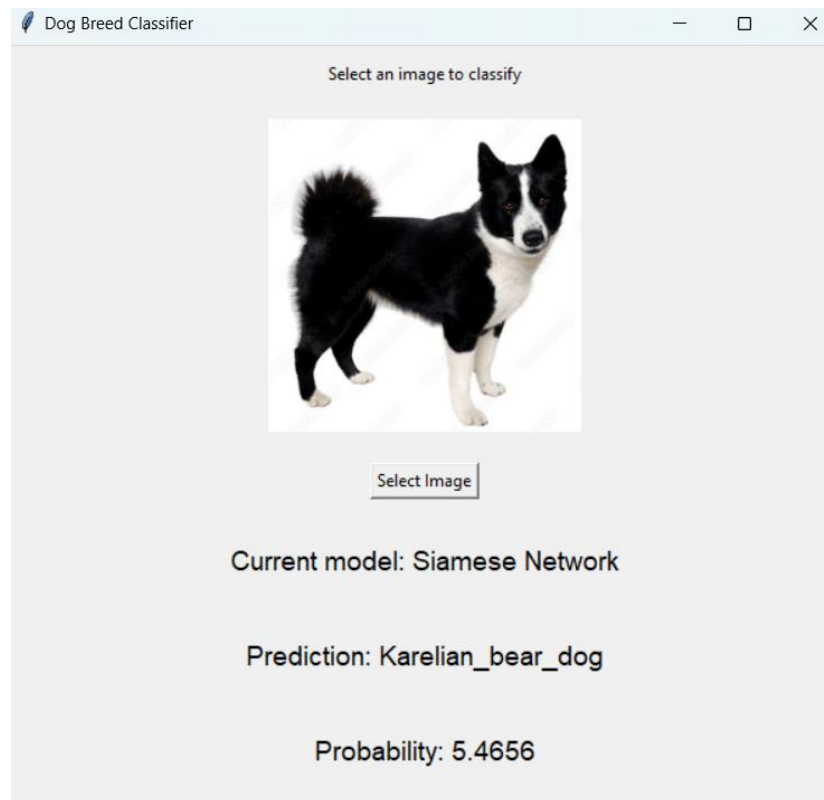 Dog Breed Classifier
Select an image to classify
Select Image
Current model: Siamese Network
Prediction: Karelian_bear_dog
Probability: 5.4656